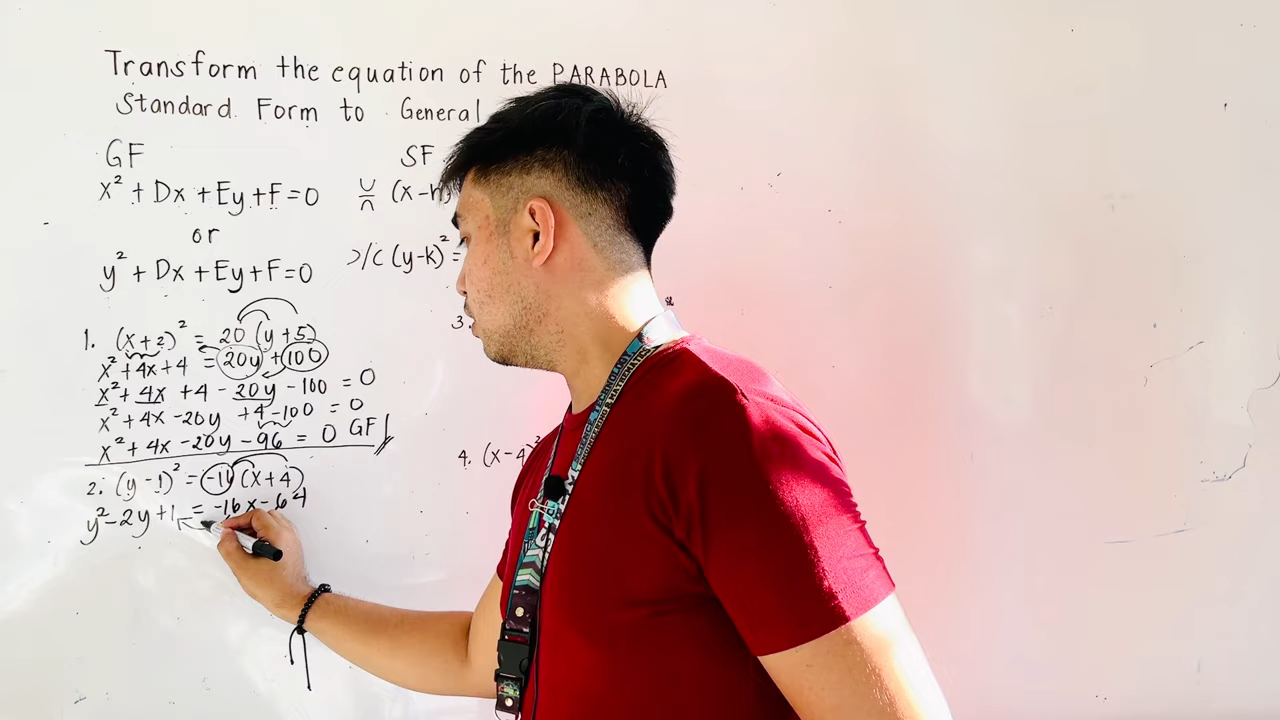 Transform the equation of the PARABOLA
Standard Form to General
GF
x² + Dx + Ey + F = 0
or
y² + Dx + Ey + F = 0
SF
(x-h
(y-k)² =
1. (x+2)² = 20(y+5)
x² + 4x + 4 = 20y + 100
x² + 4x + 4 - 20y - 100 = 0
x² + 4x - 20y + 4 - 100 = 0
x² + 4x - 20y - 96 = 0 GF
2. (y-1)² = -16(x+4)
y² - 2y + 1 = -16x - 64
3.
4. (x-4)²